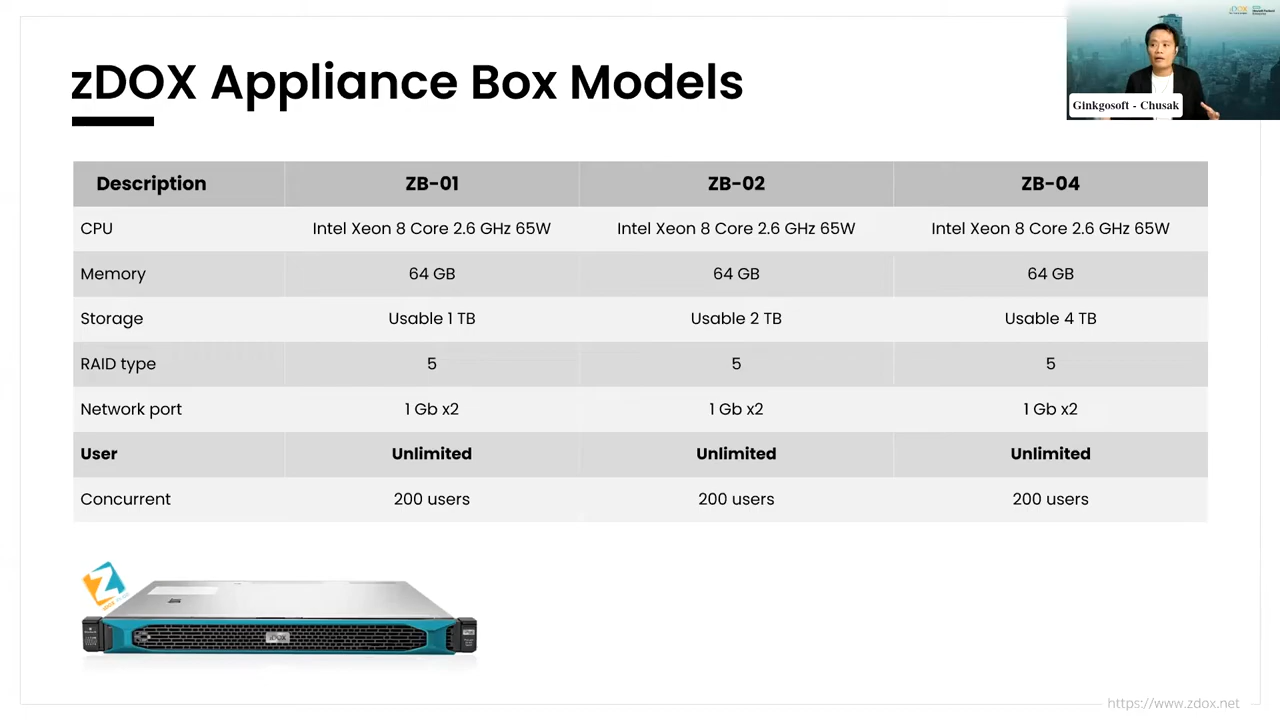 zDOX Appliance Box Models
Ginkgosoft - Chusak
Description ZB-01 ZB-02 ZB-04
CPU Intel Xeon 8 Core 2.6 GHz 65W Intel Xeon 8 Core 2.6 GHz 65W Intel Xeon 8 Core 2.6 GHz 65W
Memory 64 GB 64 GB 64 GB
Storage Usable 1 TB Usable 2 TB Usable 4 TB
RAID type 5 5 5
Network port 1 Gb x2 1 Gb x2 1 Gb x2
User Unlimited Unlimited Unlimited
Concurrent 200 users 200 users 200 users
Z
zDOX
https://www.zdox.net